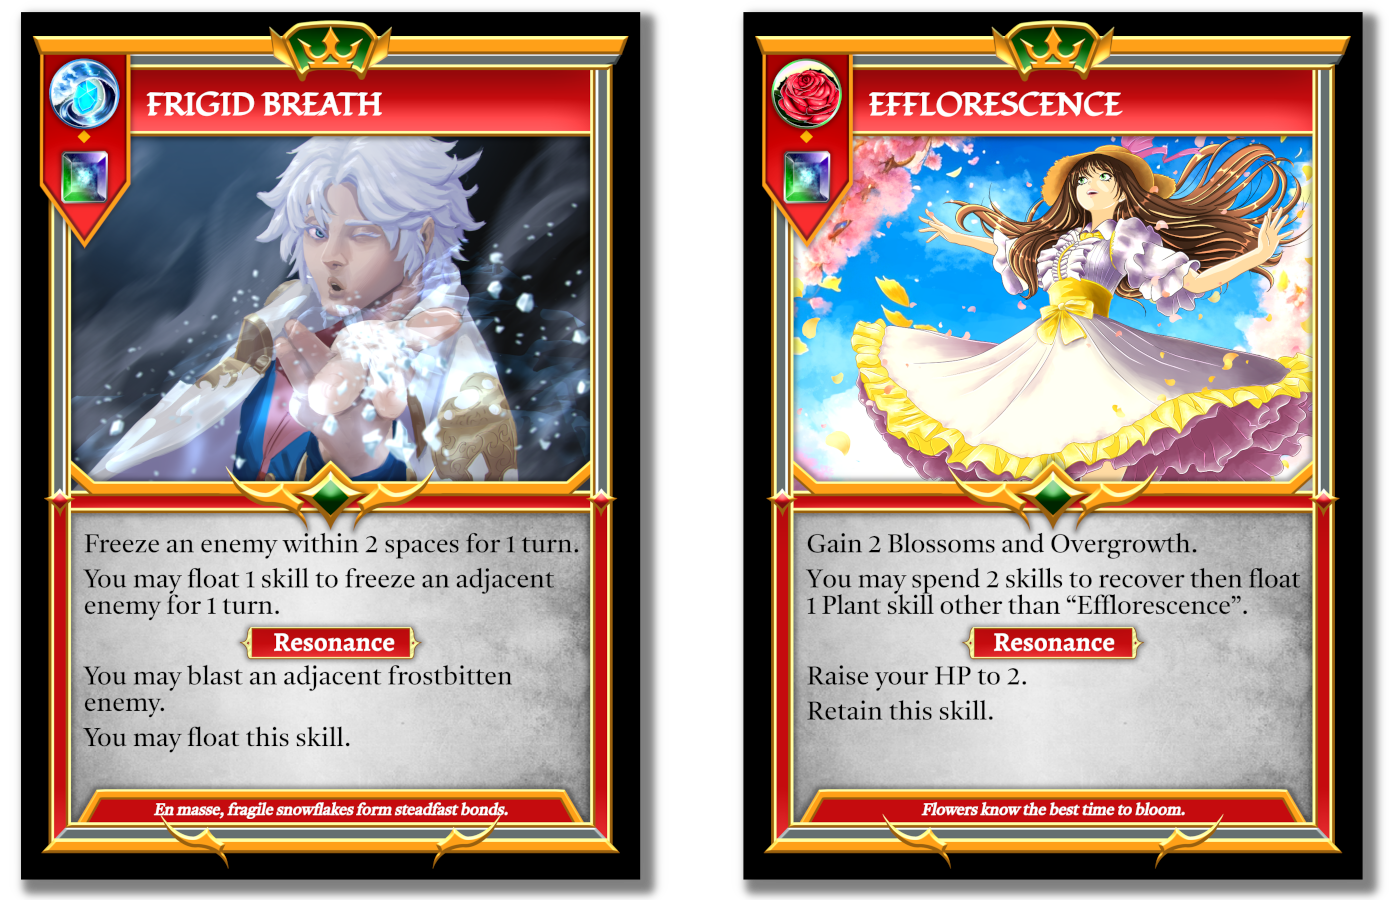 FRIGID BREATH
Freeze an enemy within 2 spaces for 1 turn.
You may float 1 skill to freeze an adjacent
enemy for 1 turn.
Resonance
You may blast an adjacent frostbitten
enemy.
You may float this skill.
En masse, fragile snowflakes form steadfast bonds.
EFFLORESCENCE
Gain 2 Blossoms and Overgrowth.
You may spend 2 skills to recover then float
1 Plant skill other than “Efflorescence”.
Resonance
Raise your HP to 2.
Retain this skill.
Flowers know the best time to bloom.